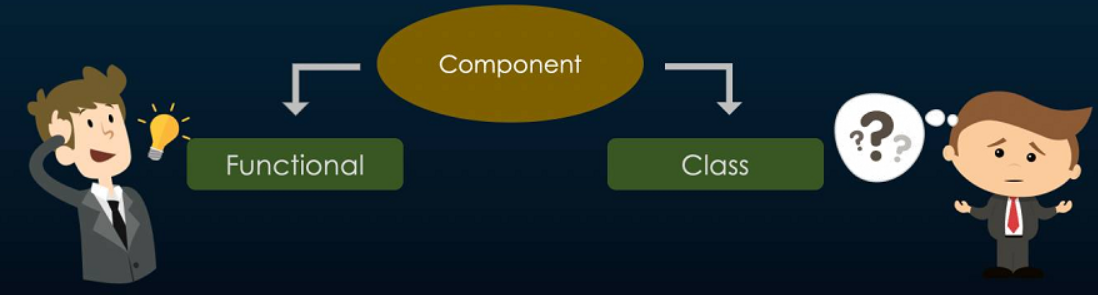 Component
Functional
Class
???